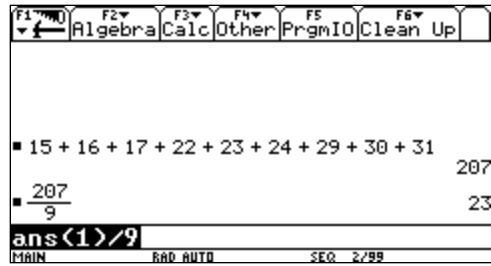 F1 F2 Algebra F3 Calc F4 Other F5 PrgmIO F6 Clean Up
15 + 16 + 17 + 22 + 23 + 24 + 29 + 30 + 31
207
207
9
23
ans(1)/9
MAIN RAD AUTO SEQ 2/99